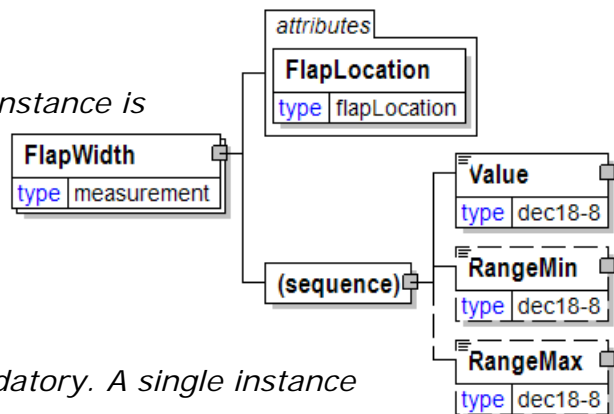 attributes
FlapLocation
type flapLocation
nstance is
FlapWidth
type measurement
(sequence)
Value
type dec18-8
RangeMin
type dec18-8
RangeMax
type dec18-8
datory. A single instance